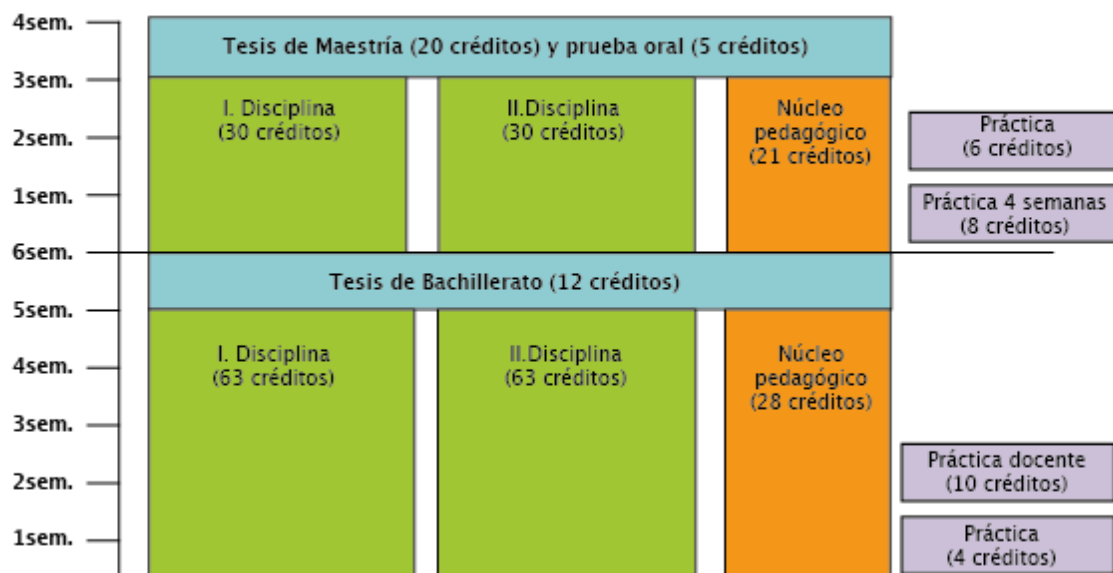 4sem.
Tesis de Maestría (20 créditos) y prueba oral (5 créditos)
3sem.
I. Disciplina
(30 créditos)
II.Disciplina
(30 créditos)
Núcleo
pedagógico
(21 créditos)
2sem.
Práctica
(6 créditos)
1sem.
Práctica 4 semanas
(8 créditos)
6sem.
Tesis de Bachillerato (12 créditos)
5sem.
I. Disciplina
(63 créditos)
II.Disciplina
(63 créditos)
Núcleo
pedagógico
(28 créditos)
4sem.
3sem.
2sem.
Práctica docente
(10 créditos)
1sem.
Práctica
(4 créditos)